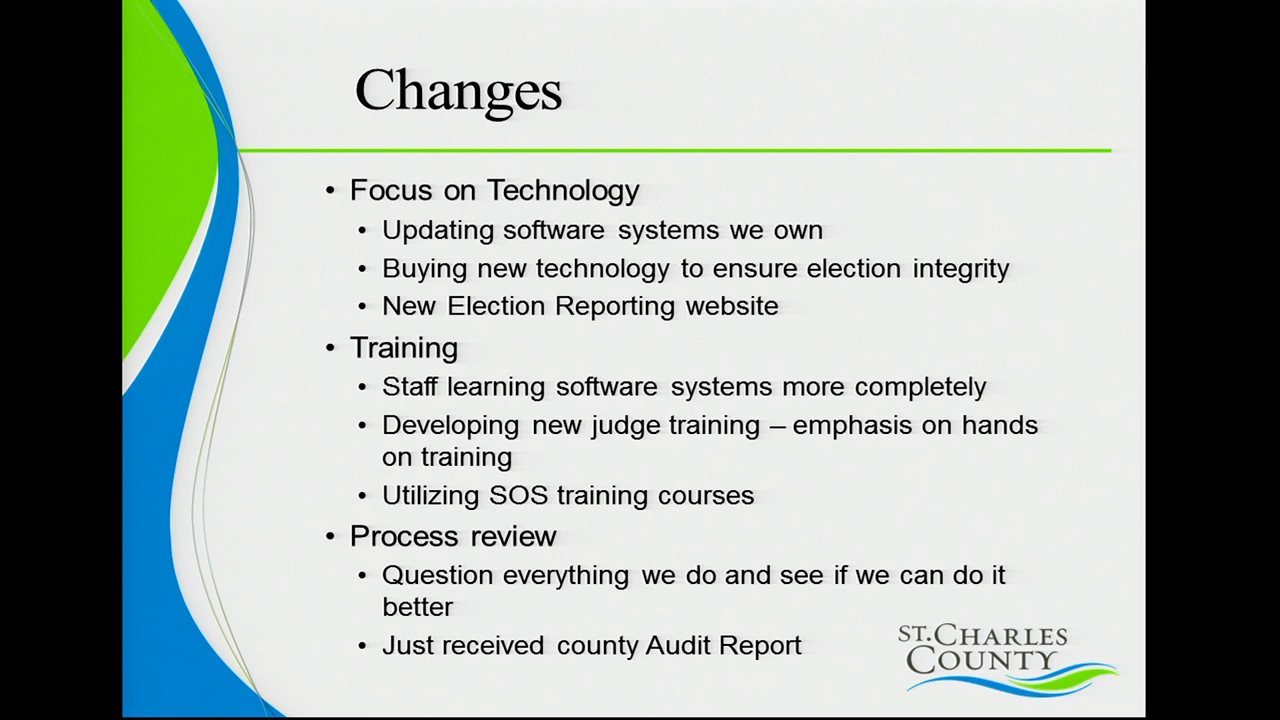 Changes
• Focus on Technology
• Updating software systems we own
• Buying new technology to ensure election integrity
• New Election Reporting website
• Training
• Staff learning software systems more completely
• Developing new judge training – emphasis on hands
on training
• Utilizing SOS training courses
• Process review
• Question everything we do and see if we can do it
better
• Just received county Audit Report
ST. CHARLES
COUNTY